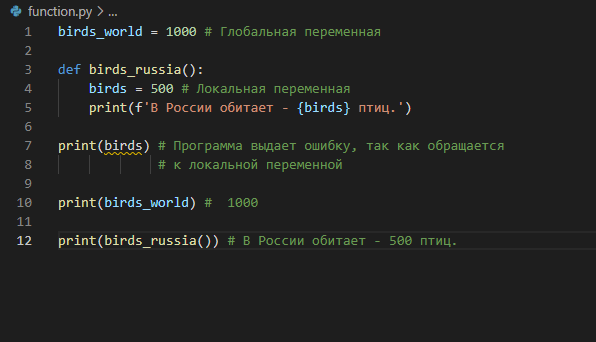 function.py > ...
1 birds_world = 1000 # Глобальная переменная
2
3 def birds_russia():
4     birds = 500 # Локальная переменная
5     print(f'В России обитает - {birds} птиц.')
6
7 print(birds) # Программа выдает ошибку, так как обращается
8              # к локальной переменной
9
10 print(birds_world) #  1000
11
12 print(birds_russia()) # В России обитает - 500 птиц.